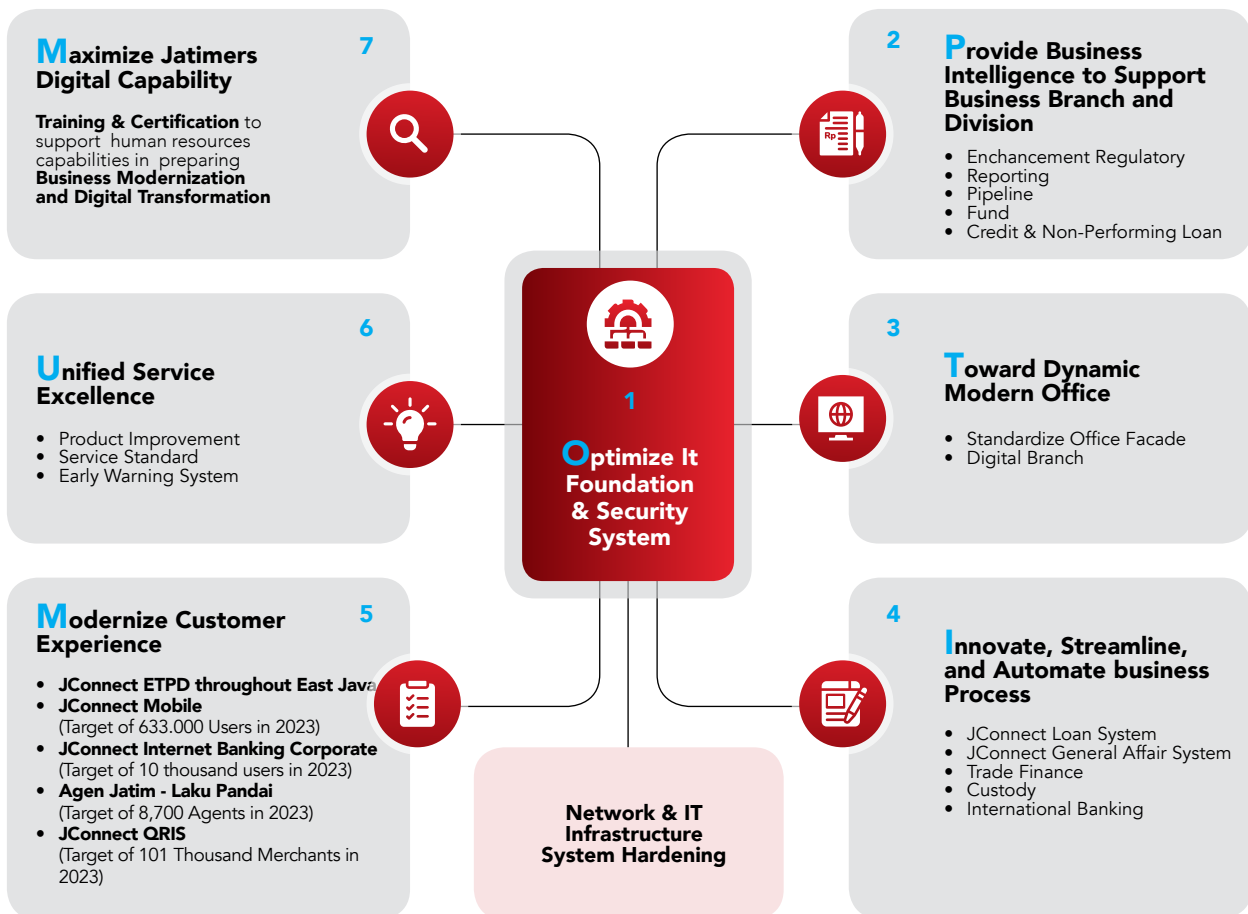 1
Optimize It
Foundation
& Security
System
2
Provide Business
Intelligence to Support
Business Branch and
Division
• Enchancement Regulatory
• Reporting
• Pipeline
• Fund
• Credit & Non-Performing Loan
Rp
3
Toward Dynamic
Modern Office
• Standardize Office Facade
• Digital Branch
4
Innovate, Streamline,
and Automate business
Process
• JConnect Loan System
• JConnect General Affair System
• Trade Finance
• Custody
• International Banking
5
Modernize Customer
Experience
• JConnect ETPD throughout East Java
• JConnect Mobile
(Target of 633.000 Users in 2023)
• JConnect Internet Banking Corporate
(Target of 10 thousand users in 2023)
• Agen Jatim - Laku Pandai
(Target of 8,700 Agents in 2023)
• JConnect QRIS
(Target of 101 Thousand Merchants in
2023)
6
Unified Service
Excellence
• Product Improvement
• Service Standard
• Early Warning System
7
Maximize Jatimers
Digital Capability
Training & Certification to
support human resources
capabilities in preparing
Business Modernization
and Digital Transformation
Network & IT
Infrastructure
System Hardening